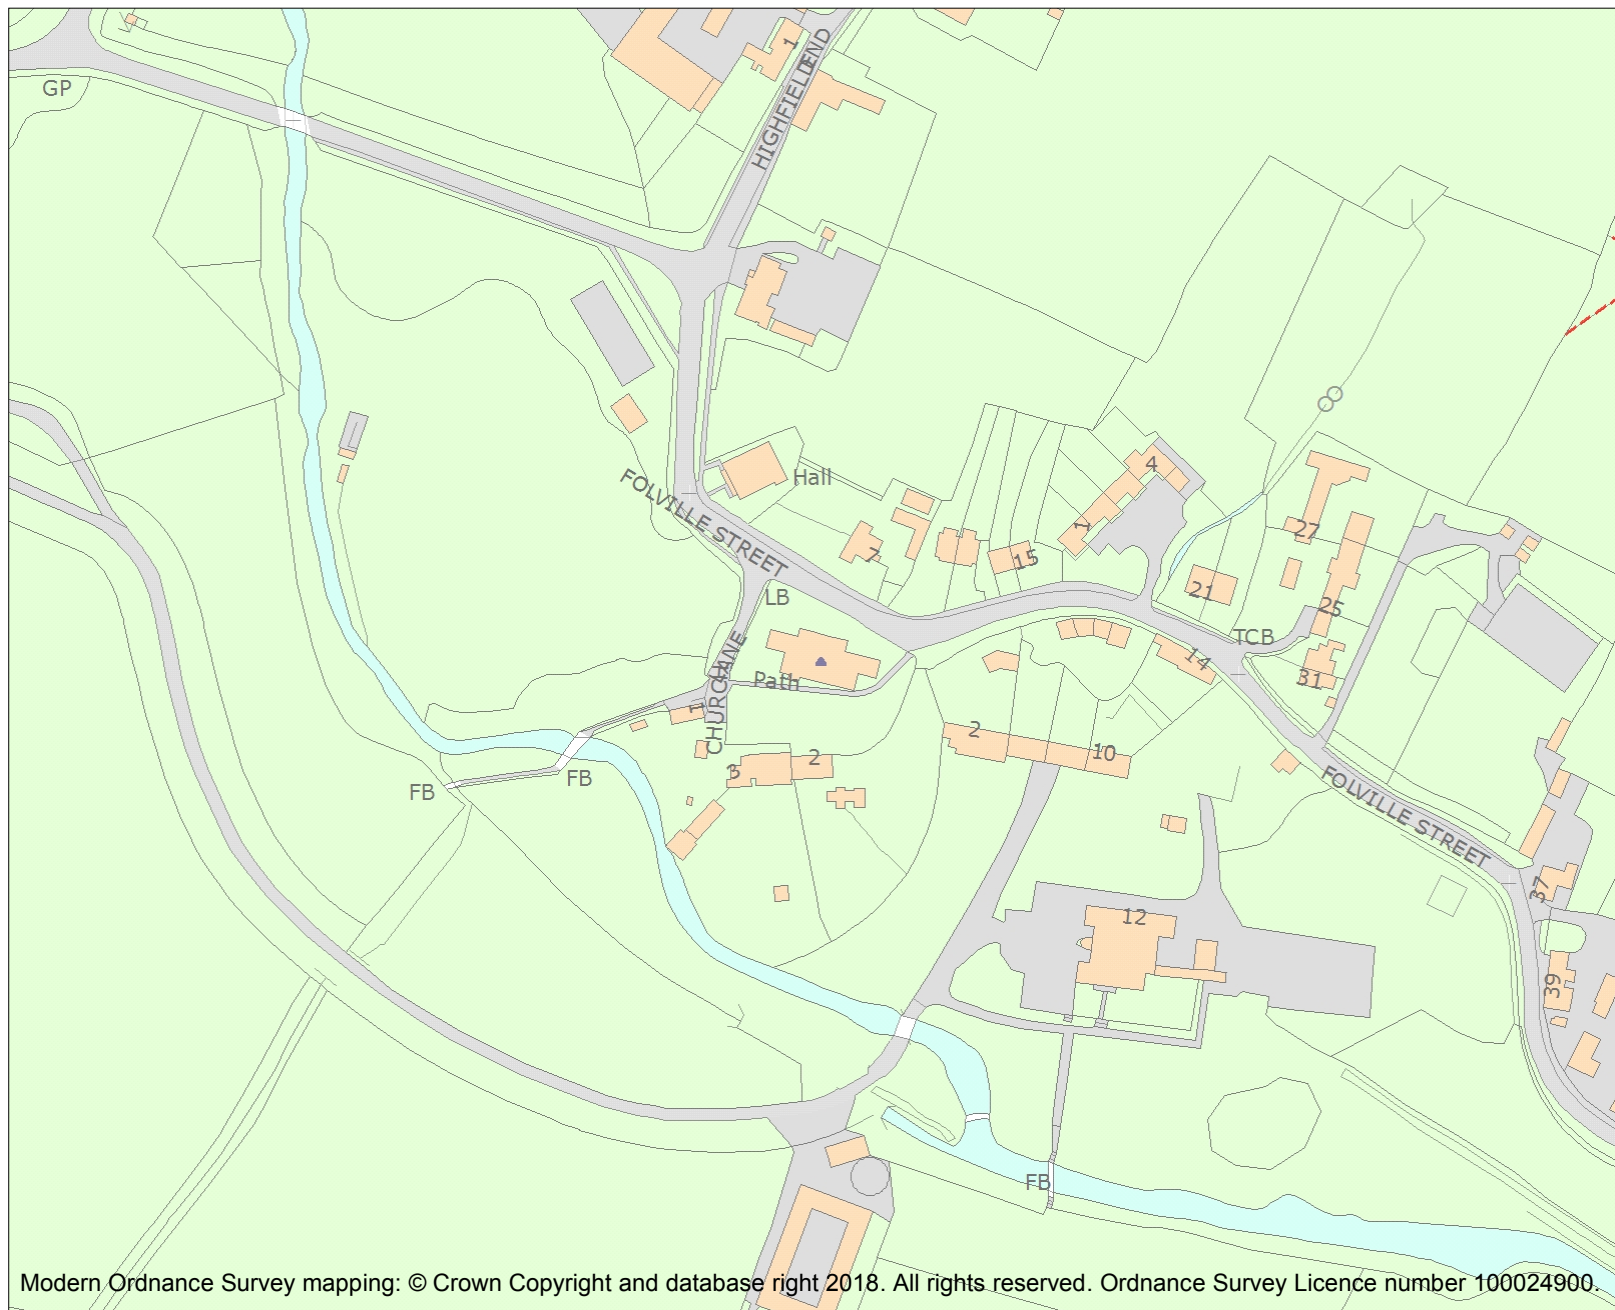 1
HIGHFIELD END
GP
4
Hall
FOLVILLE STREET
1
27
7
15
21
25
LB
TCB
14
31
Path
1
CHURCH LANE
2
10
2
3
FB
FB
FOLVILLE STREET
37
12
39
FB
Modern Ordnance Survey mapping: © Crown Copyright and database right 2018. All rights reserved. Ordnance Survey Licence number 100024900.